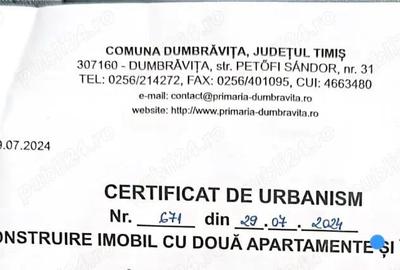 COMUNA DUMBRĂVIȚA, JUDEȚUL TIMIȘ
307160 - DUMBRĂVIȚA, str. PETŐFI SÁNDOR, nr. 31
TEL: 0256/214272, FAX: 0256/401095, CUI: 4663480
e-mail: contact@primaria-dumbravita.ro
website: http://www.primaria-dumbravita.ro
9.07.2024
CERTIFICAT DE URBANISM
Nr. 671 din 29.07.2024
ONSTRUIRE IMOBIL CU DOUĂ APARTAMENTE ȘI